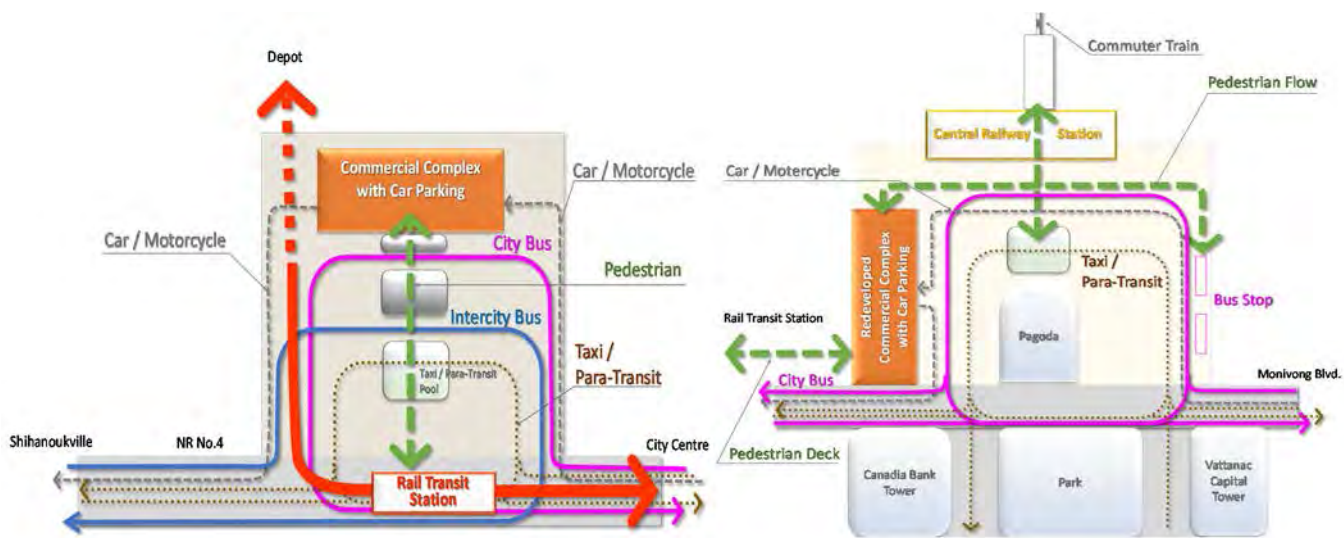 Depot
Commercial Complex
with Car Parking
Car / Motorcycle
Car / Motorcycle
City Bus
Pedestrian
Intercity Bus
Taxi /
Para-Transit
Taxi / Para-Transit
Pool
Shihanoukville
NR No.4
City Centre
Rail Transit
Station
Commuter Train
Pedestrian Flow
Central Railway Station
Car / Motercycle
Redeveloped
Commercial Complex
with Car Parking
Taxi /
Para-Transit
Bus Stop
Pagoda
Rail Transit Station
City Bus
Monivong Blvd.
Pedestrian Deck
Canadia Bank
Tower
Park
Vattanac
Capital
Tower